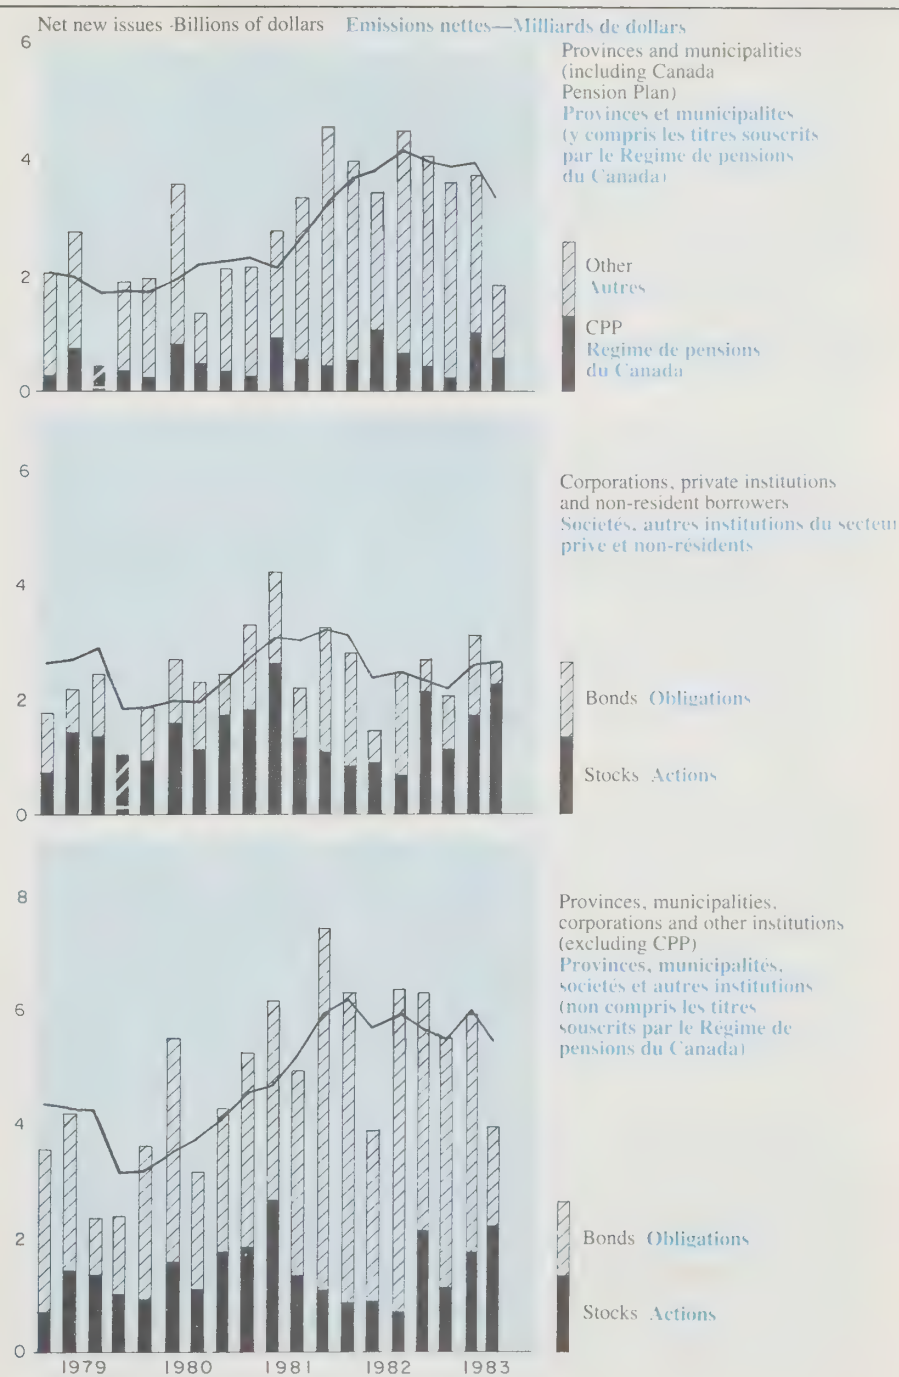 Net new issues -Billions of dollars Emissions nettes—Milliards de dollars
6
4
2
0
Provinces and municipalities
(including Canada
Pension Plan)
Provinces et municipalites
(y compris les titres souscrits
par le Regime de pensions
du Canada)
Other
Autres
CPP
Regime de pensions
du Canada
6
4
2
0
Corporations, private institutions
and non-resident borrowers
Societés, autres institutions du secteur
prive et non-résidents
Bonds Obligations
Stocks Actions
8
6
4
2
0
Provinces, municipalities,
corporations and other institutions
(excluding CPP)
Provinces, municipalités,
societés et autres institutions
(non compris les titres
souscrits par le Regime de
pensions du Canada)
Bonds Obligations
Stocks Actions
1979 1980 1981 1982 1983